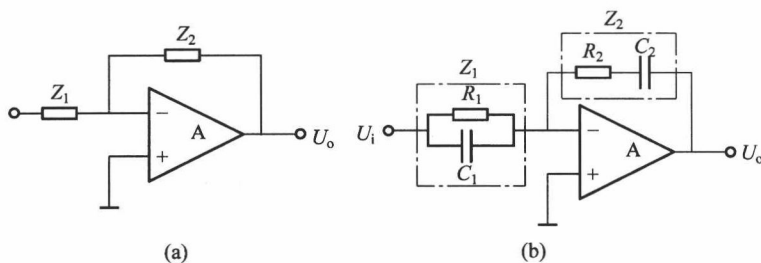 Z₂
Z₁
−
A
+
Uₒ
(a)
Z₂
R₂
C₂
Z₁
R₁
Uᵢ
C₁
−
A
+
Uₒ
(b)